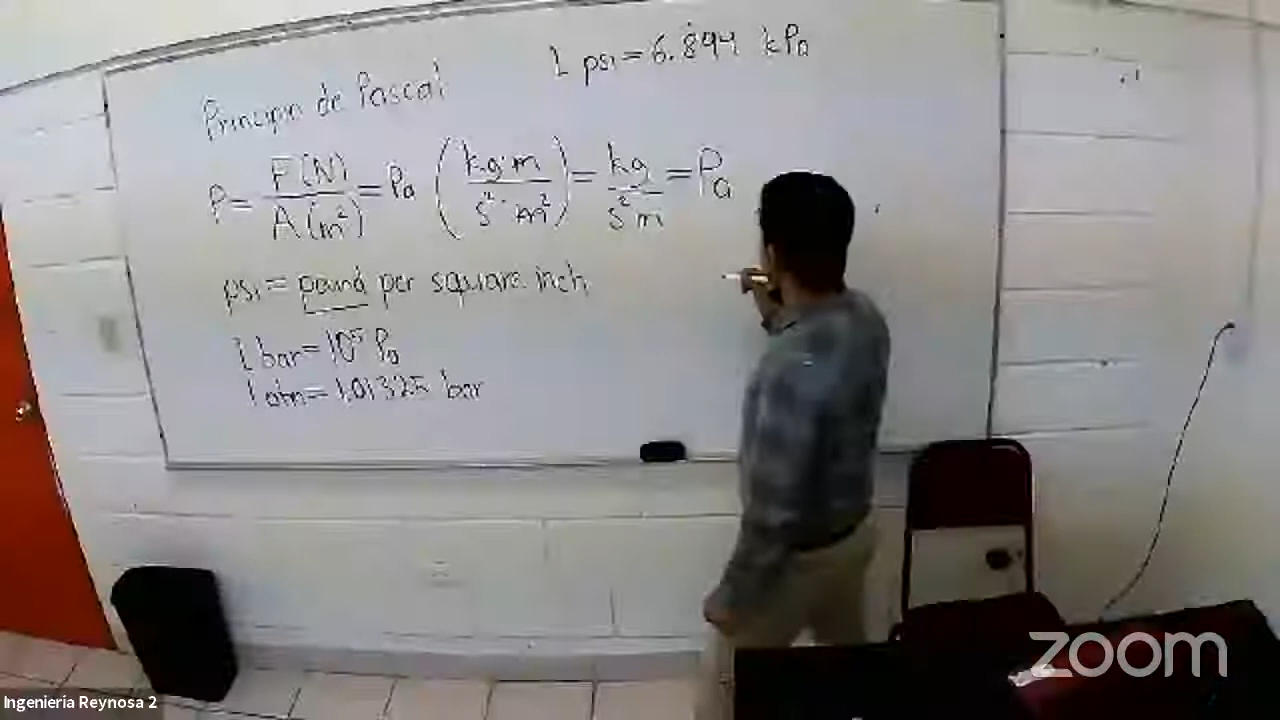 1 psi = 6.894 kPa
Principio de Pascal
P = F(N) / A(m²) = Pa (kg·m / s²·m²) = kg / s²m = Pa
psi = pound per square inch
1 bar = 10⁵ Pa
1 atm = 1.01325 bar
zoom
Ingenieria Reynosa 2